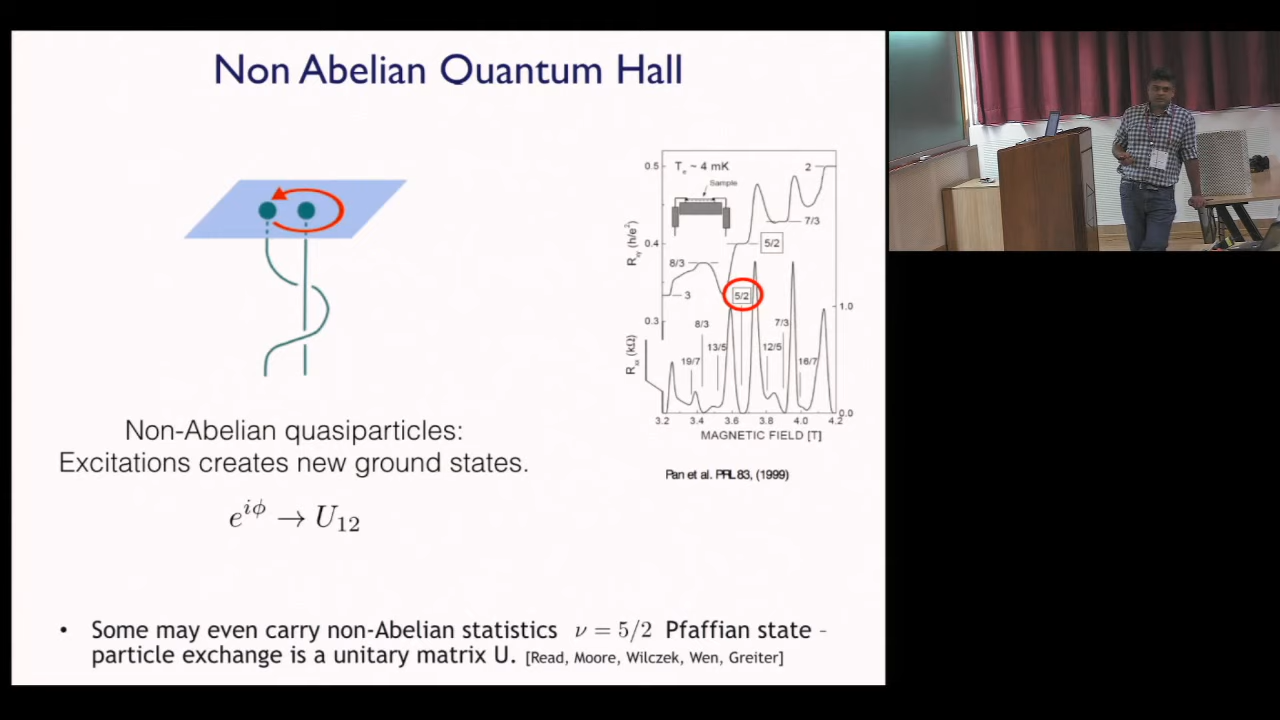 Non Abelian Quantum Hall
Non-Abelian quasiparticles:
Excitations creates new ground states.
e^{iϕ} → U_{12}
0.5
0.4
0.3
R_{xy} (h/e²)
R_{xx} (kΩ)
~ 4 mK
Sample
2
7/3
5/2
8/3
3
5/2
1.0
8/3
7/3
13/5
12/5
19/7
16/7
0.0
3.2 3.4 3.6 3.8 4.0 4.2
MAGNETIC FIELD [T]
Pan et al. PRL 83, (1999)
• Some may even carry non-Abelian statistics ν = 5/2 Pfaffian state -
particle exchange is a unitary matrix U. [Read, Moore, Wilczek, Wen, Greiter]